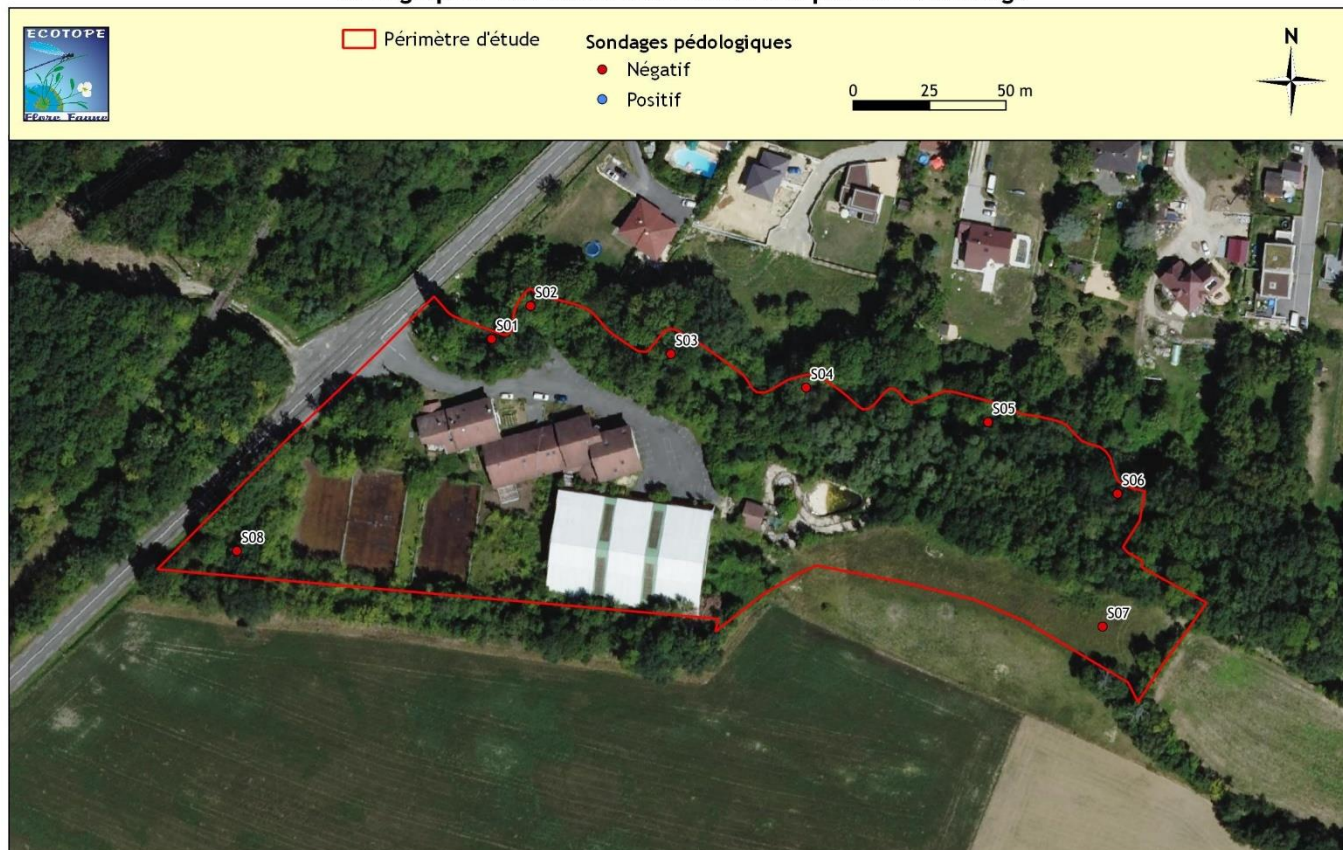 ECOTOPE
Flore Faune
Périmètre d'étude
Sondages pédologiques
Négatif
Positif
0 25 50 m
N
S01
S02
S03
S04
S05
S06
S07
S08